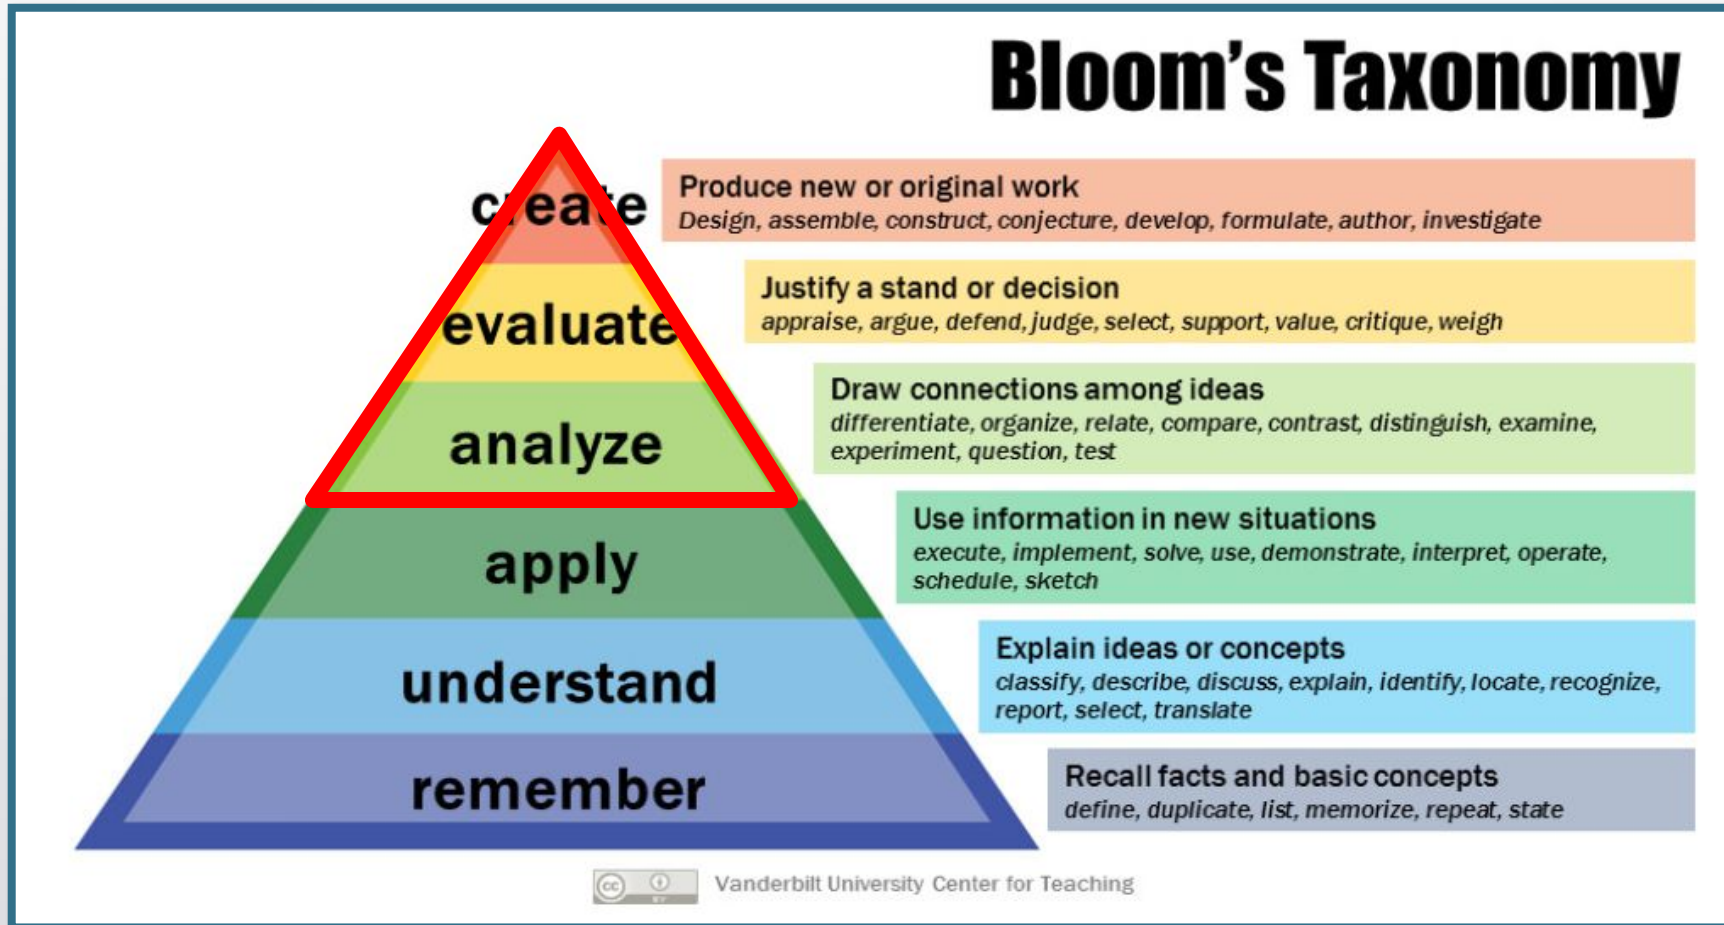 Bloom's Taxonomy
create
Produce new or original work
Design, assemble, construct, conjecture, develop, formulate, author, investigate
evaluate
Justify a stand or decision
appraise, argue, defend, judge, select, support, value, critique, weigh
analyze
Draw connections among ideas
differentiate, organize, relate, compare, contrast, distinguish, examine,
experiment, question, test
apply
Use information in new situations
execute, implement, solve, use, demonstrate, interpret, operate,
schedule, sketch
understand
Explain ideas or concepts
classify, describe, discuss, explain, identify, locate, recognize,
report, select, translate
remember
Recall facts and basic concepts
define, duplicate, list, memorize, repeat, state
cc BY
Vanderbilt University Center for Teaching